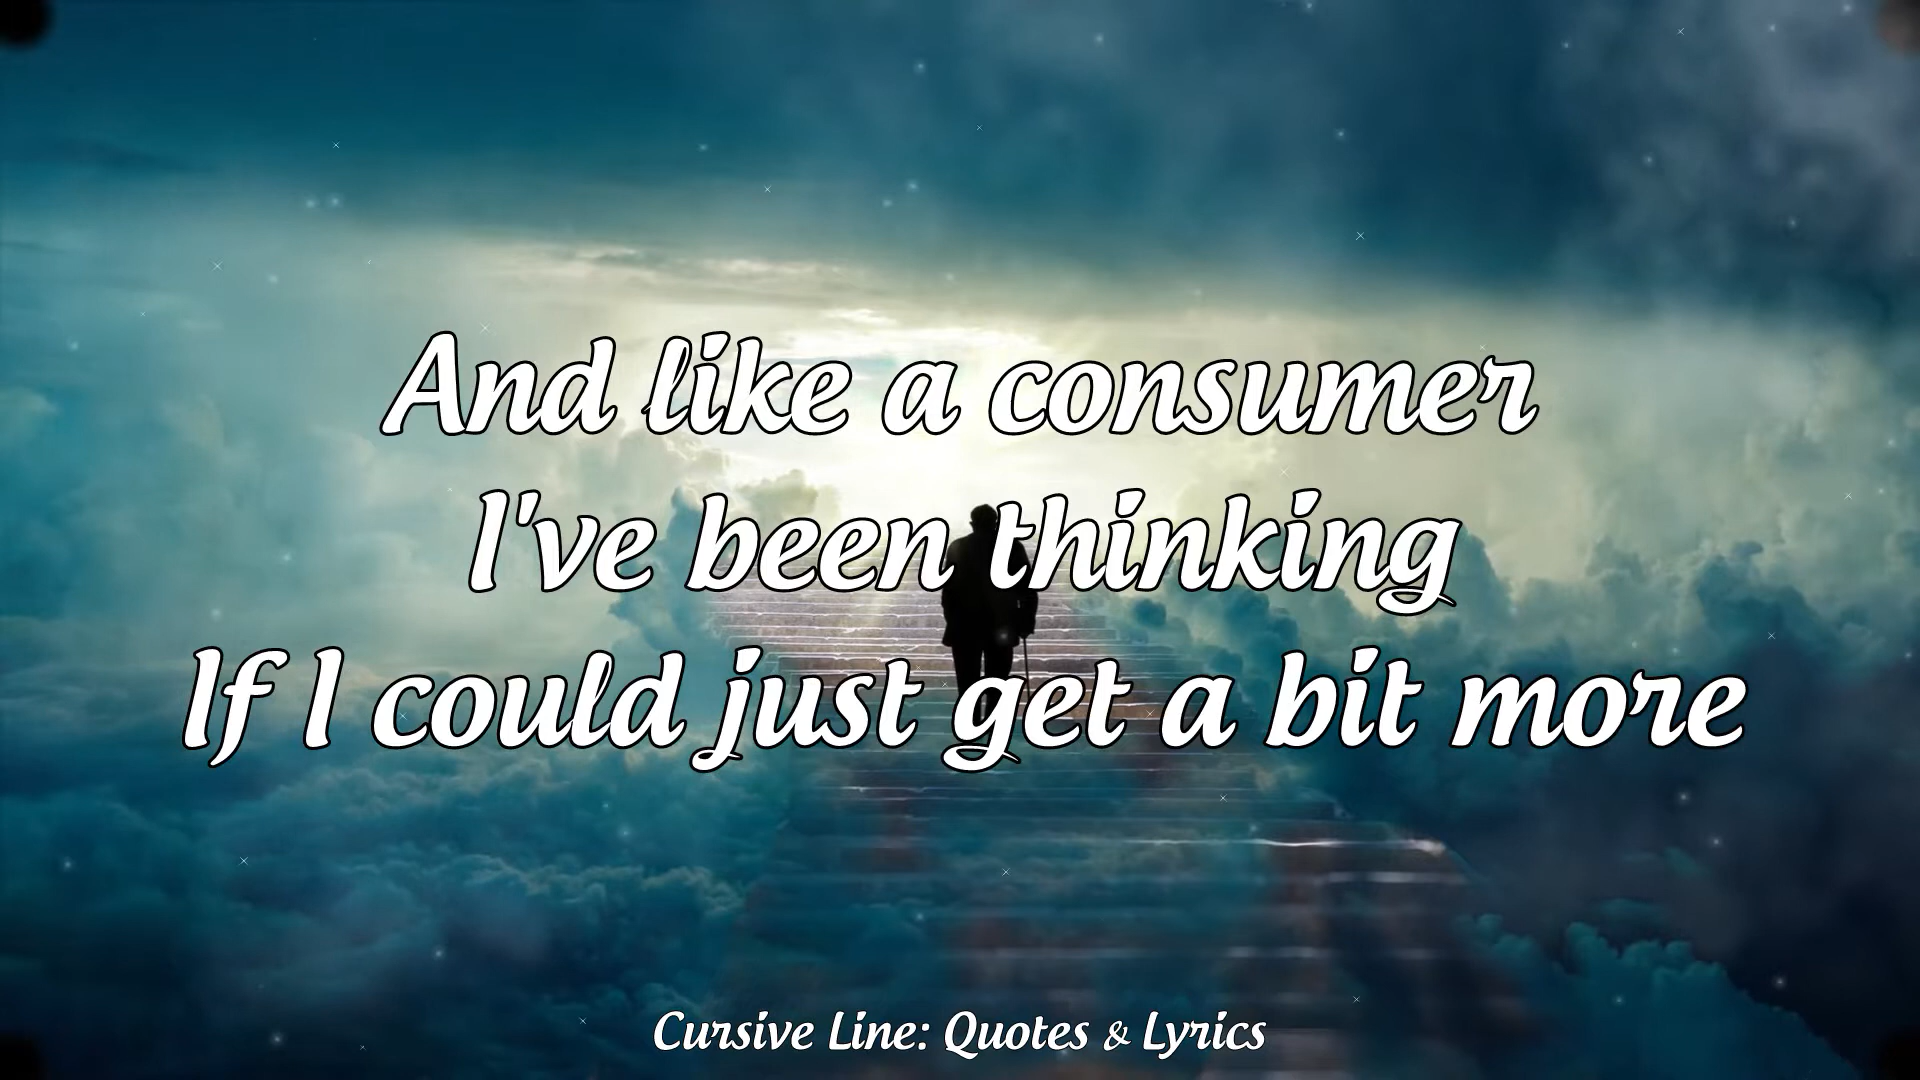 And like a consumer
I've been thinking
If I could just get a bit more
Cursive Line: Quotes & Lyrics